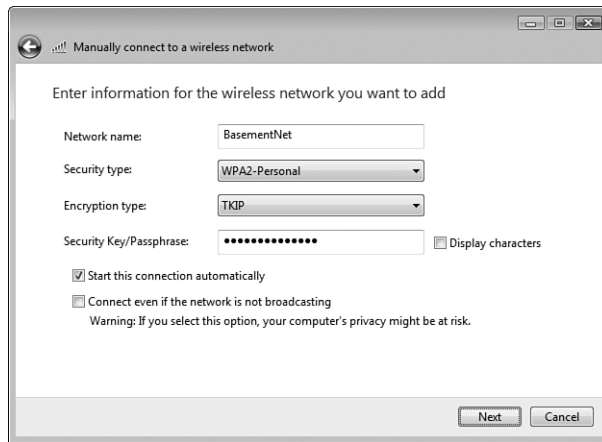 Manually connect to a wireless network
Enter information for the wireless network you want to add
Network name: BasementNet
Security type: WPA2-Personal
Encryption type: TKIP
Security Key/Passphrase: •••••••••••••• Display characters
Start this connection automatically
Connect even if the network is not broadcasting
Warning: If you select this option, your computer's privacy might be at risk.
Next Cancel